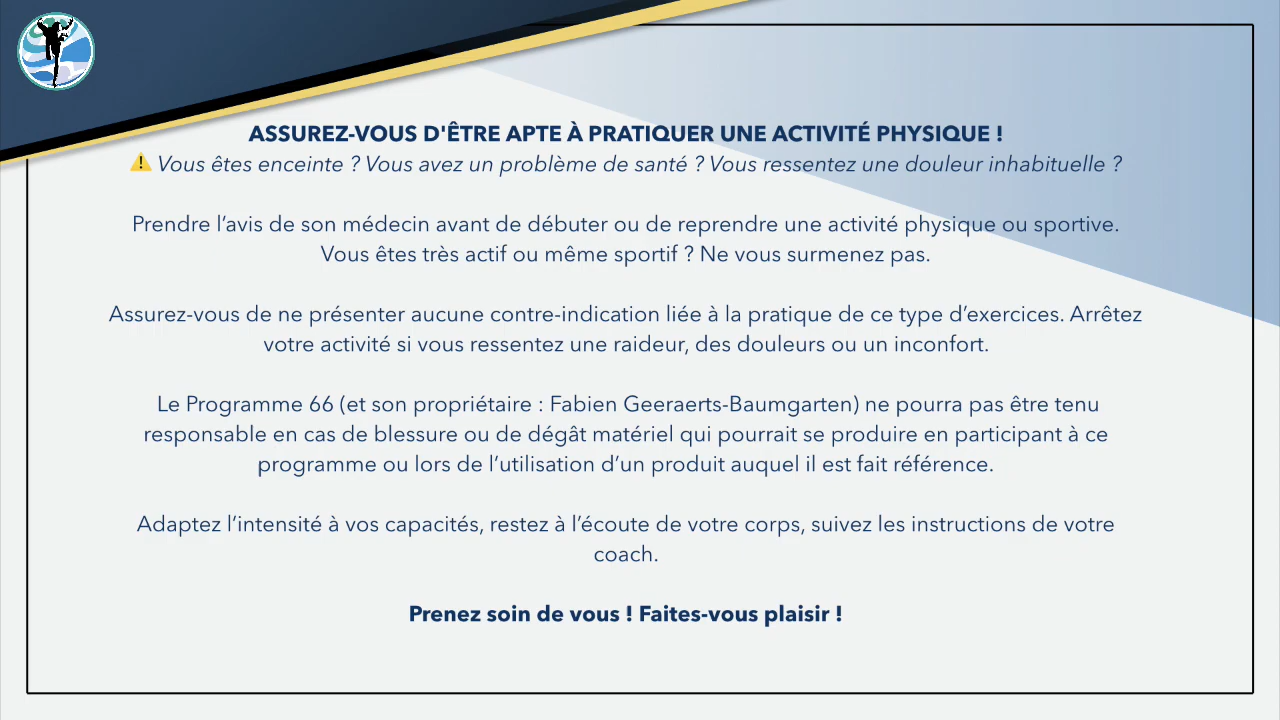 ASSUREZ-VOUS D'ÊTRE APTE À PRATIQUER UNE ACTIVITÉ PHYSIQUE !
⚠️ Vous êtes enceinte ? Vous avez un problème de santé ? Vous ressentez une douleur inhabituelle ?
Prendre l’avis de son médecin avant de débuter ou de reprendre une activité physique ou sportive.
Vous êtes très actif ou même sportif ? Ne vous surmenez pas.
Assurez-vous de ne présenter aucune contre-indication liée à la pratique de ce type d’exercices. Arrêtez
votre activité si vous ressentez une raideur, des douleurs ou un inconfort.
Le Programme 66 (et son propriétaire : Fabien Geeraerts-Baumgarten) ne pourra pas être tenu
responsable en cas de blessure ou de dégât matériel qui pourrait se produire en participant à ce
programme ou lors de l’utilisation d’un produit auquel il est fait référence.
Adaptez l’intensité à vos capacités, restez à l’écoute de votre corps, suivez les instructions de votre
coach.
Prenez soin de vous ! Faites-vous plaisir !